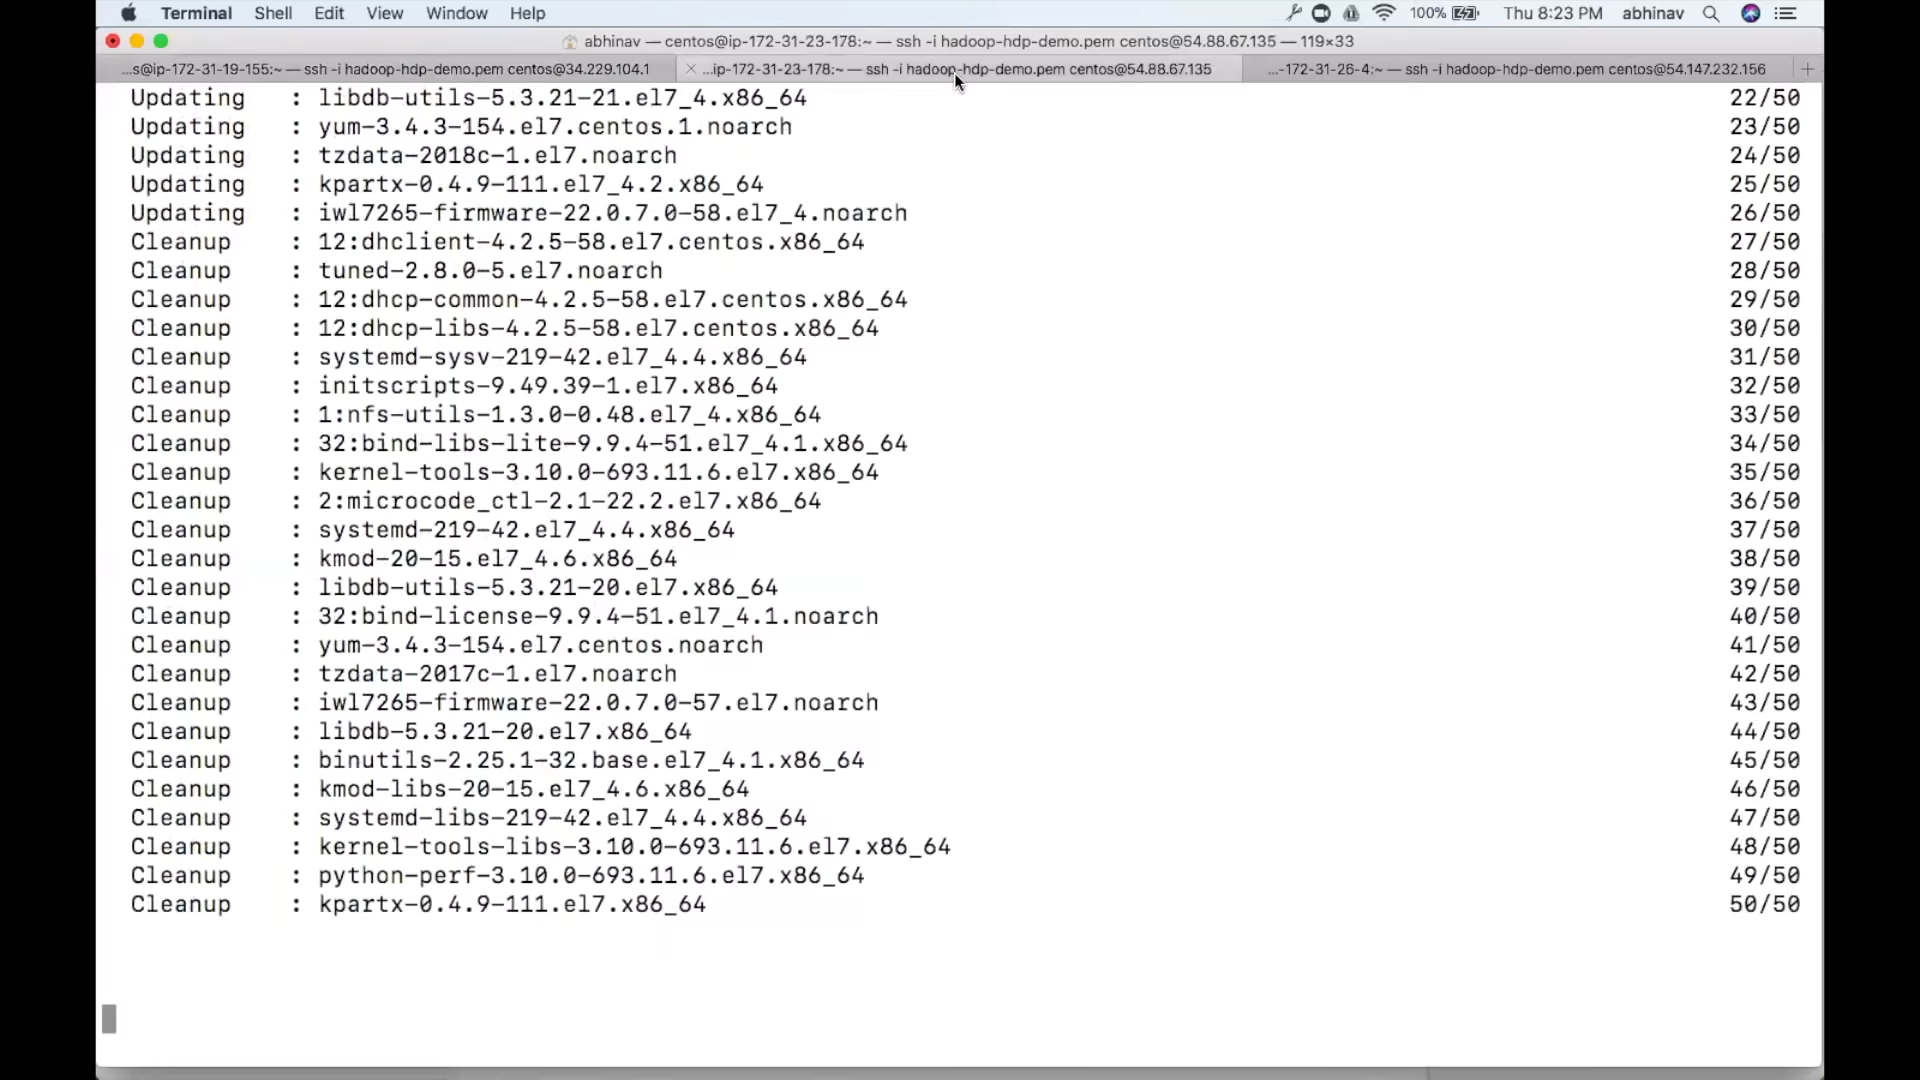 Terminal Shell Edit View Window Help 100% Thu 8:23 PM abhinav
abhinav — centos@ip-172-31-23-178:~ — ssh -i hadoop-hdp-demo.pem centos@54.88.67.135 — 119×33
...s@ip-172-31-19-155:~ — ssh -i hadoop-hdp-demo.pem centos@34.229.104.1 ...ip-172-31-23-178:~ — ssh -i hadoop-hdp-demo.pem centos@54.88.67.135 ...-172-31-26-4:~ — ssh -i hadoop-hdp-demo.pem centos@54.147.232.156
Updating : libdb-utils-5.3.21-21.el7_4.x86_64 22/50
Updating : yum-3.4.3-154.el7.centos.1.noarch 23/50
Updating : tzdata-2018c-1.el7.noarch 24/50
Updating : kpartx-0.4.9-111.el7_4.2.x86_64 25/50
Updating : iwl7265-firmware-22.0.7.0-58.el7_4.noarch 26/50
Cleanup : 12:dhclient-4.2.5-58.el7.centos.x86_64 27/50
Cleanup : tuned-2.8.0-5.el7.noarch 28/50
Cleanup : 12:dhcp-common-4.2.5-58.el7.centos.x86_64 29/50
Cleanup : 12:dhcp-libs-4.2.5-58.el7.centos.x86_64 30/50
Cleanup : systemd-sysv-219-42.el7_4.4.x86_64 31/50
Cleanup : initscripts-9.49.39-1.el7.x86_64 32/50
Cleanup : 1:nfs-utils-1.3.0-0.48.el7_4.x86_64 33/50
Cleanup : 32:bind-libs-lite-9.9.4-51.el7_4.1.x86_64 34/50
Cleanup : kernel-tools-3.10.0-693.11.6.el7.x86_64 35/50
Cleanup : 2:microcode_ctl-2.1-22.2.el7.x86_64 36/50
Cleanup : systemd-219-42.el7_4.4.x86_64 37/50
Cleanup : kmod-20-15.el7_4.6.x86_64 38/50
Cleanup : libdb-utils-5.3.21-20.el7.x86_64 39/50
Cleanup : 32:bind-license-9.9.4-51.el7_4.1.noarch 40/50
Cleanup : yum-3.4.3-154.el7.centos.noarch 41/50
Cleanup : tzdata-2017c-1.el7.noarch 42/50
Cleanup : iwl7265-firmware-22.0.7.0-57.el7.noarch 43/50
Cleanup : libdb-5.3.21-20.el7.x86_64 44/50
Cleanup : binutils-2.25.1-32.base.el7_4.1.x86_64 45/50
Cleanup : kmod-libs-20-15.el7_4.6.x86_64 46/50
Cleanup : systemd-libs-219-42.el7_4.4.x86_64 47/50
Cleanup : kernel-tools-libs-3.10.0-693.11.6.el7.x86_64 48/50
Cleanup : python-perf-3.10.0-693.11.6.el7.x86_64 49/50
Cleanup : kpartx-0.4.9-111.el7.x86_64 50/50